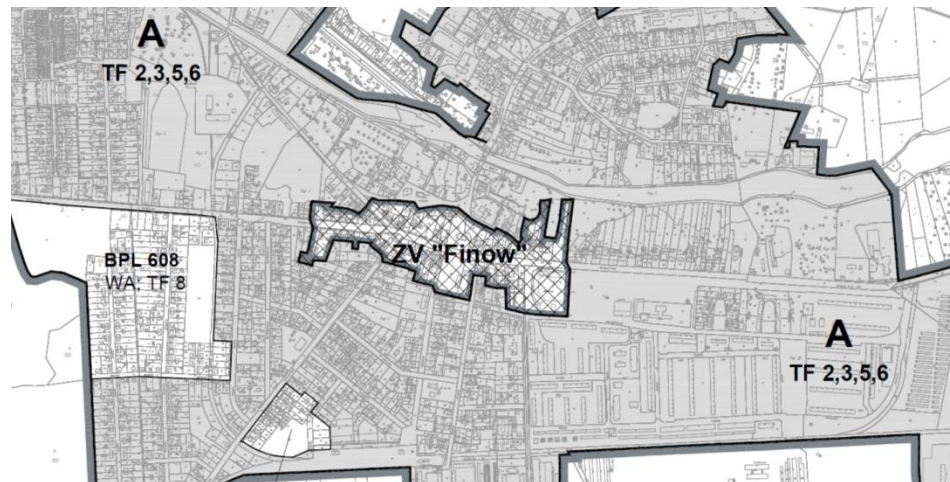 A
TF 2,3,5,6
ZV "Finow"
BPL 608
WA: TF 8
A
TF 2,3,5,6